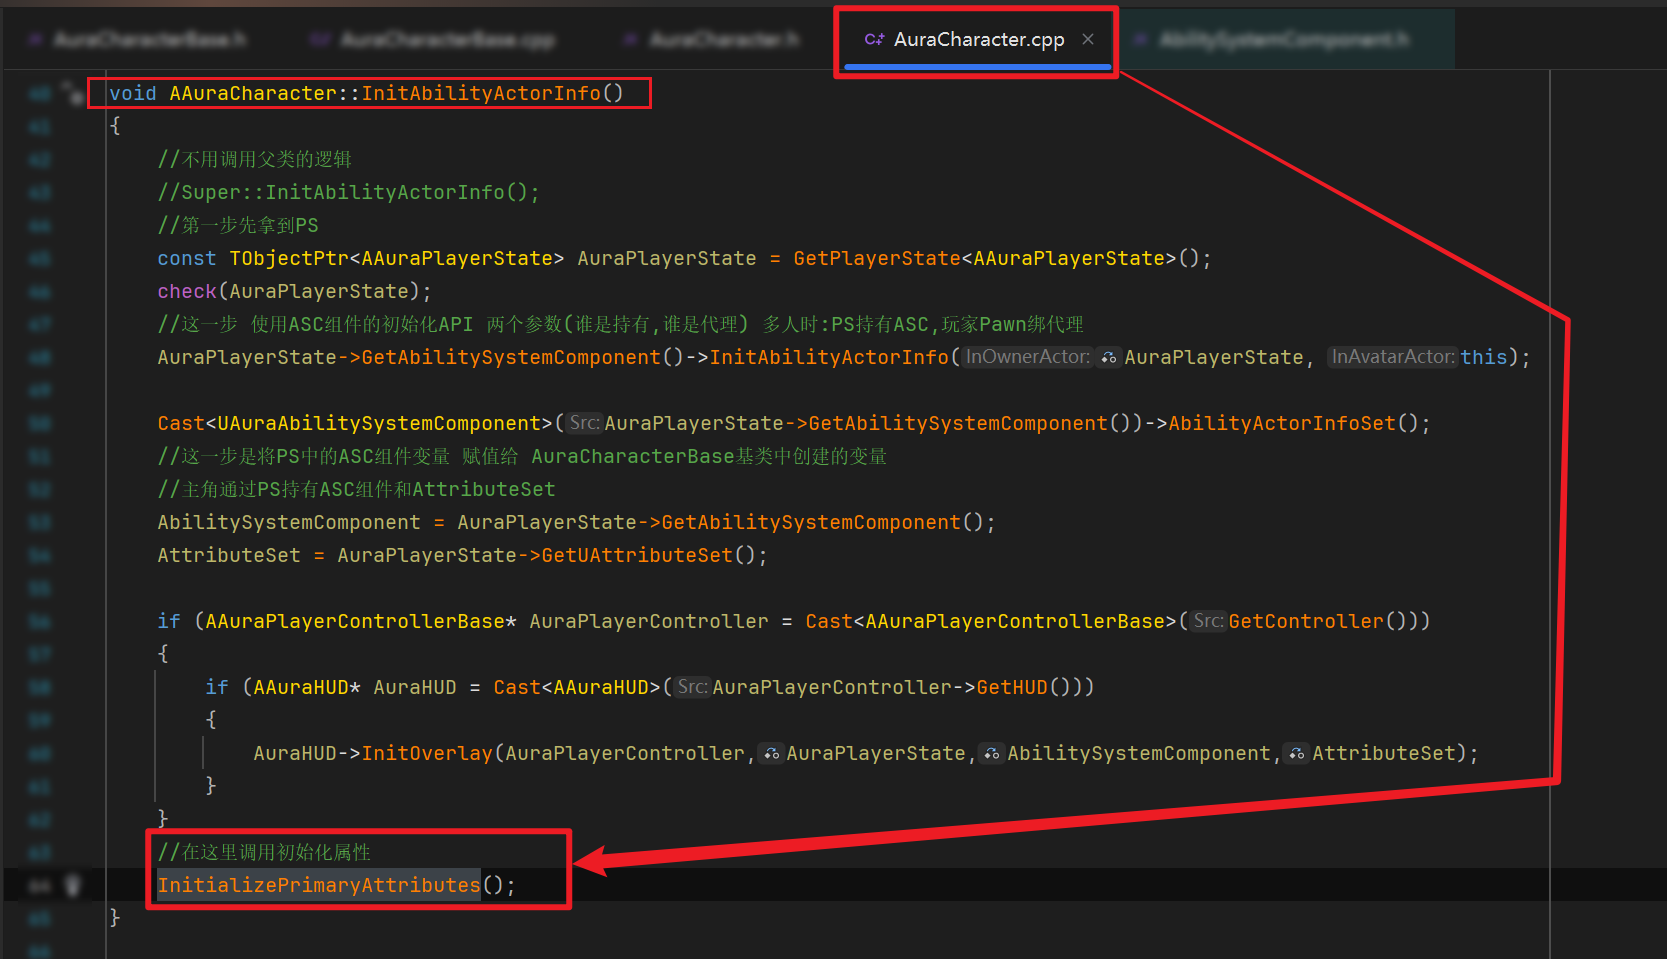 AuraCharacterBase.h AuraCharacterBase.cpp AuraCharacter.h AuraCharacter.cpp AbilitySystemComponent.h
void AAuraCharacter::InitAbilityActorInfo()
{
//不用调用父类的逻辑
//Super::InitAbilityActorInfo();
//第一步先拿到PS
const TObjectPtr<AAuraPlayerState> AuraPlayerState = GetPlayerState<AAuraPlayerState>();
check(AuraPlayerState);
//这一步 使用ASC组件的初始化API 两个参数(谁是持有,谁是代理) 多人时:PS持有ASC,玩家Pawn绑代理
AuraPlayerState->GetAbilitySystemComponent()->InitAbilityActorInfo(InOwnerActor: AuraPlayerState, InAvatarActor: this);
Cast<UAuraAbilitySystemComponent>(Src: AuraPlayerState->GetAbilitySystemComponent())->AbilityActorInfoSet();
//这一步是将PS中的ASC组件变量 赋值给 AuraCharacterBase基类中创建的变量
//主角通过PS持有ASC组件和AttributeSet
AbilitySystemComponent = AuraPlayerState->GetAbilitySystemComponent();
AttributeSet = AuraPlayerState->GetUAttributeSet();
if (AAuraPlayerControllerBase* AuraPlayerController = Cast<AAuraPlayerControllerBase>(Src: GetController()))
{
if (AAuraHUD* AuraHUD = Cast<AAuraHUD>(Src: AuraPlayerController->GetHUD()))
{
AuraHUD->InitOverlay(AuraPlayerController, AuraPlayerState, AbilitySystemComponent, AttributeSet);
}
}
//在这里调用初始化属性
InitializePrimaryAttributes();
}